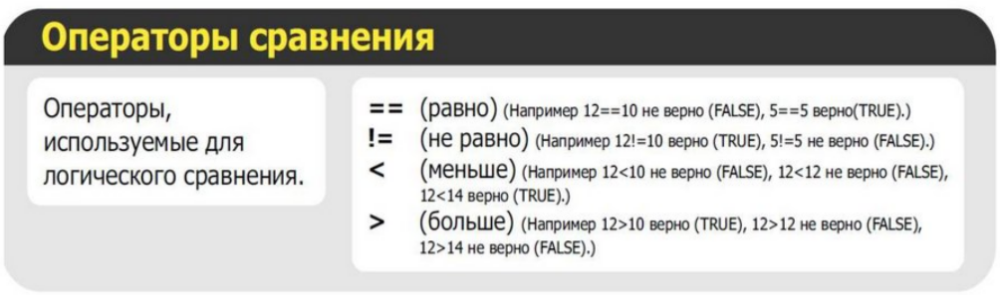 Операторы сравнения
Операторы,
используемые для
логического сравнения.
== (равно) (Например 12==10 не верно (FALSE), 5==5 верно(TRUE).)
!= (не равно) (Например 12!=10 верно (TRUE), 5!=5 не верно (FALSE).)
< (меньше) (Например 12<10 не верно (FALSE), 12<12 не верно (FALSE),
12<14 верно (TRUE).)
> (больше) (Например 12>10 верно (TRUE), 12>12 не верно (FALSE),
12>14 не верно (FALSE).)